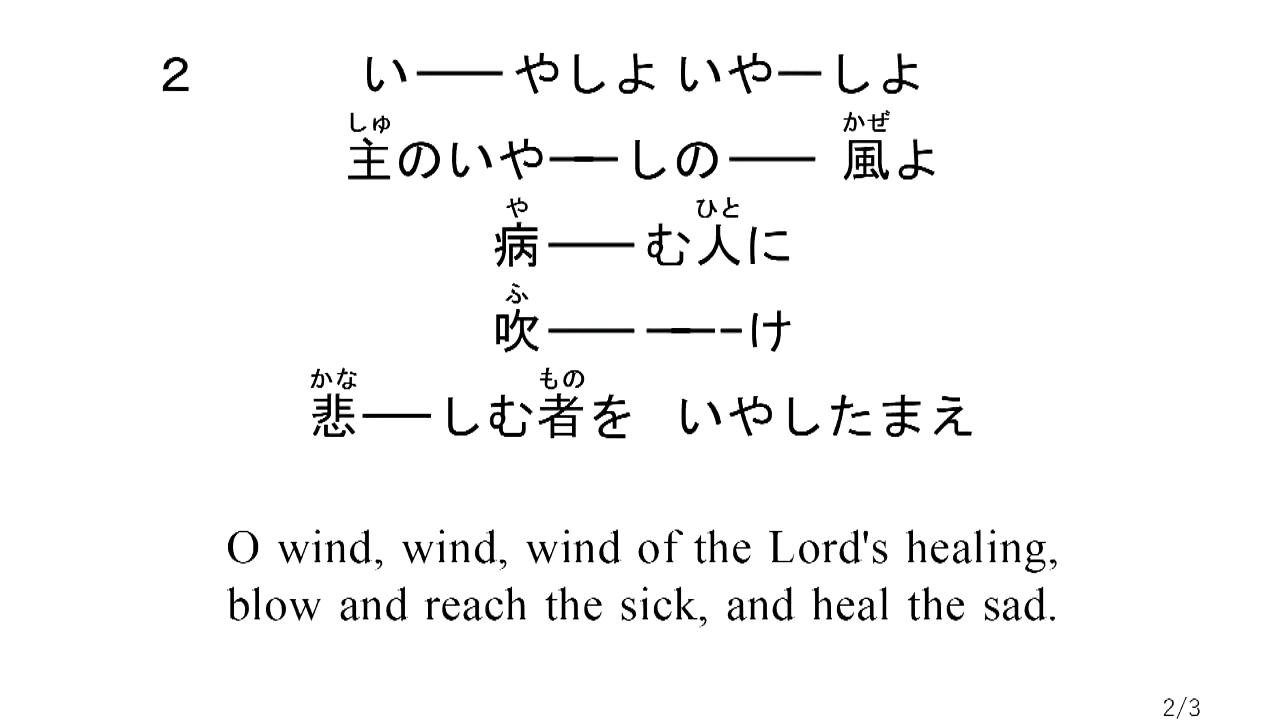 2 い――やしよ いや―しよ
しゅ かぜ
主のいや――しの―― 風よ
や ひと
病――む人に
ふ
吹――――-け
かな もの
悲――しむ者を いやしたまえ
O wind, wind, wind of the Lord's healing,
blow and reach the sick, and heal the sad.
2/3